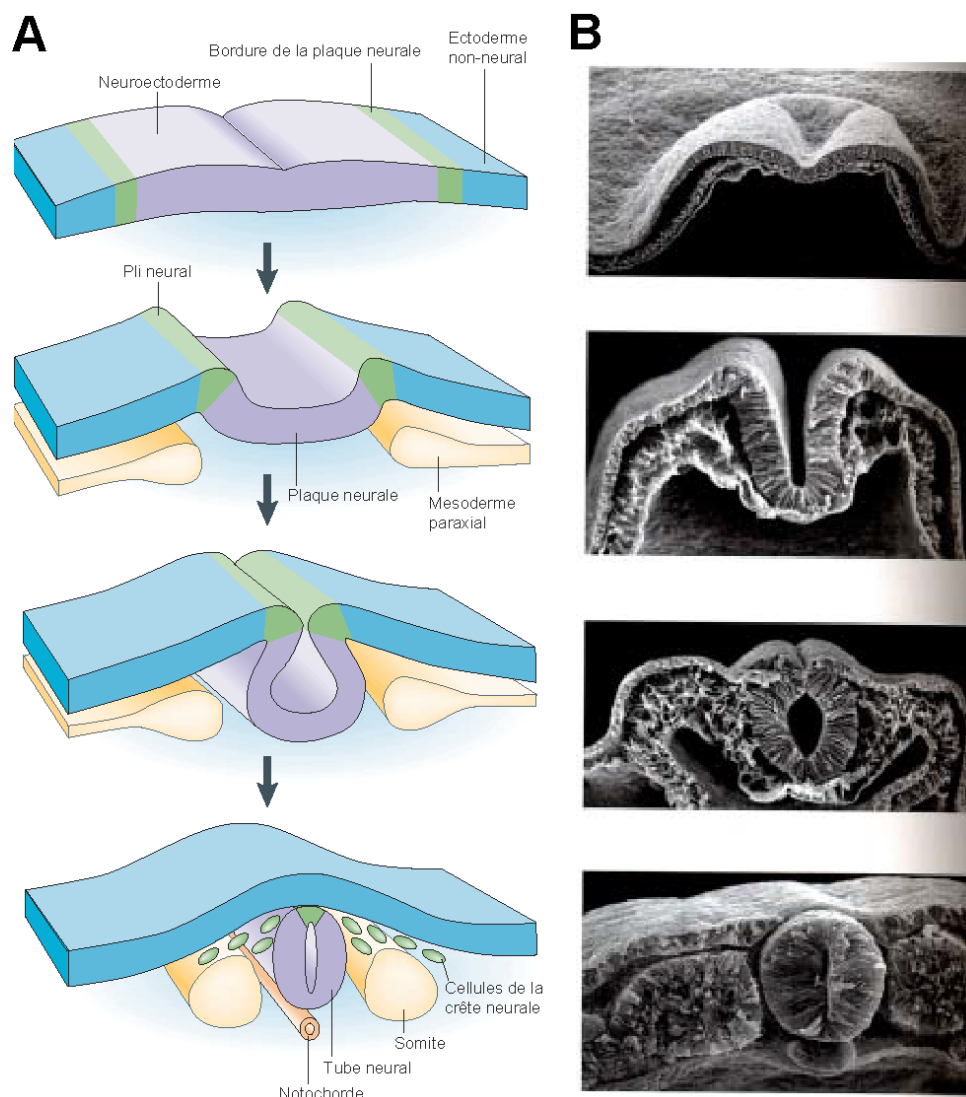 A
B
Bordure de la plaque neurale
Ectoderme
non-neural
Neuroectoderme
Pli neural
Plaque neurale
Mesoderme
paraxial
Cellules de la
crête neurale
Somite
Tube neural
Notochorde